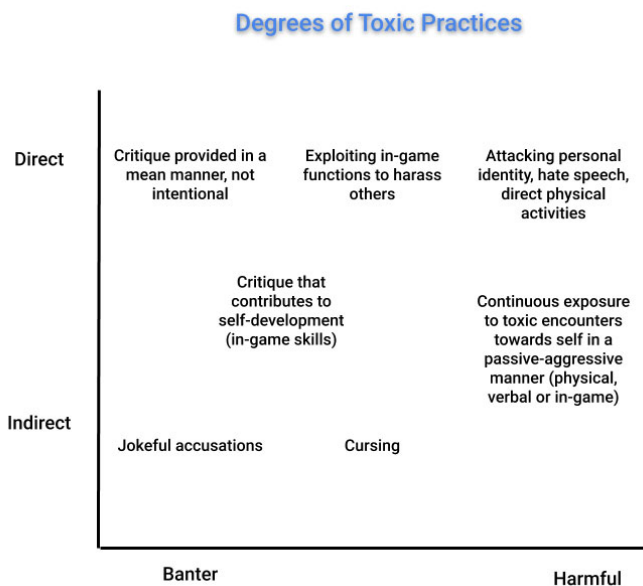 Degrees of Toxic Practices
Direct
Critique provided in a
mean manner, not
intentional
Exploiting in-game
functions to harass
others
Attacking personal
identity, hate speech,
direct physical
activities
Critique that
contributes to
self-development
(in-game skills)
Continuous exposure
to toxic encounters
towards self in a
passive-aggressive
manner (physical,
verbal or in-game)
Indirect
Jokeful accusations
Cursing
Banter
Harmful